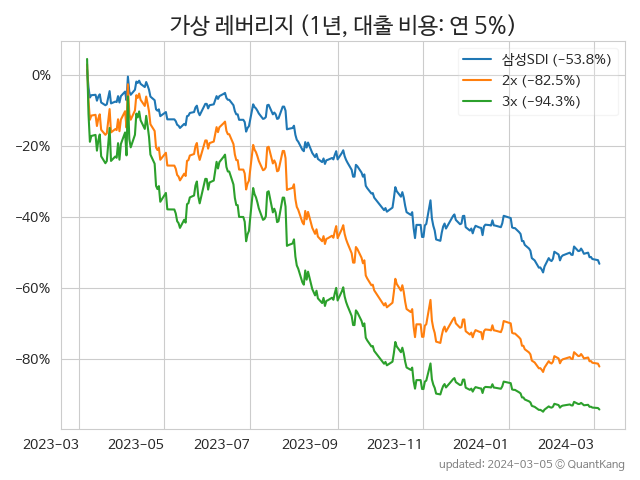 가상 레버리지 (1년, 대출 비용: 연 5%)
삼성SDI (−53.8%)
2x (−82.5%)
3x (−94.3%)
0%
−20%
−40%
−60%
−80%
2023−03 2023−05 2023−07 2023−09 2023−11 2024−01 2024−03
updated: 2024−03−05 ⓒ QuantKang